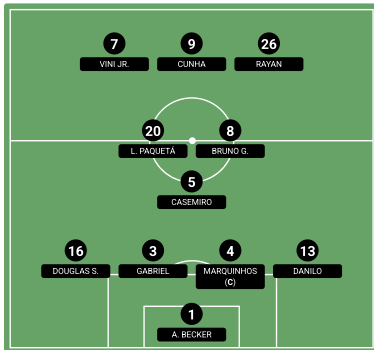 7
VINI JR.
9
CUNHA
26
RAYAN
20
L. PAQUETÁ
8
BRUNO G.
5
CASEMIRO
16
DOUGLAS S.
3
GABRIEL
4
MARQUINHOS
(C)
13
DANILO
1
A. BECKER